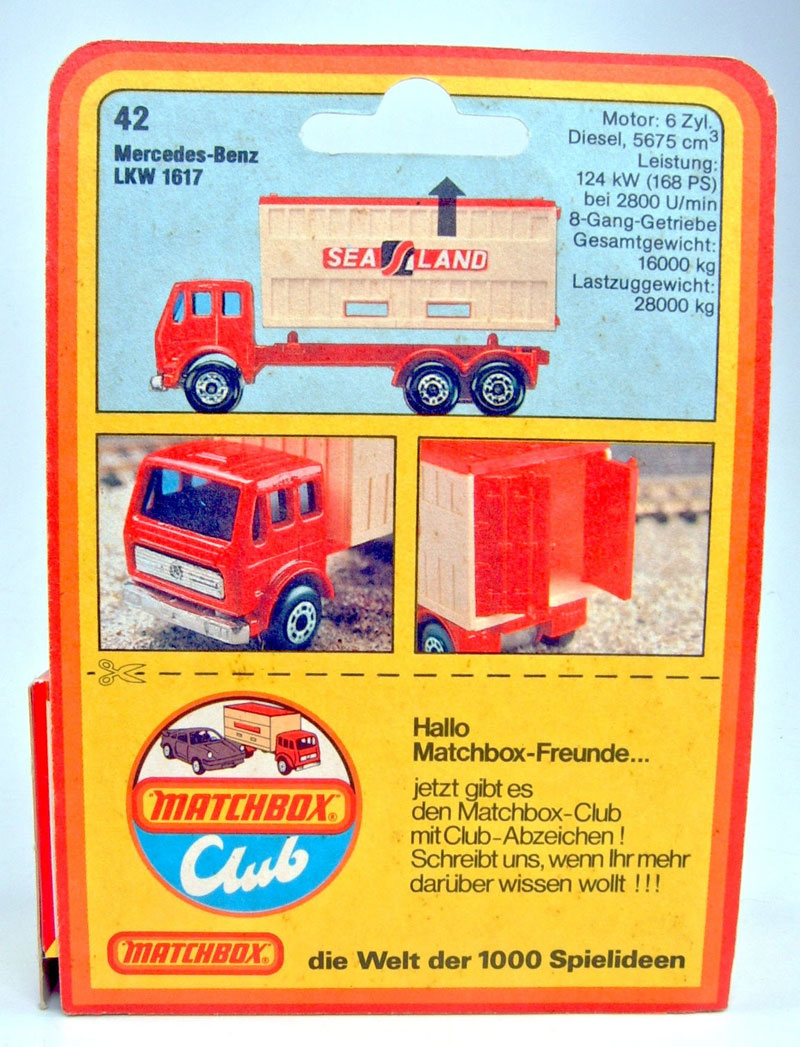 42
Mercedes-Benz
LKW 1617
Motor: 6 Zyl.
Diesel, 5675 cm³
Leistung:
124 kW (168 PS)
bei 2800 U/min
8-Gang-Getriebe
Gesamtgewicht:
16000 kg
Lastzuggewicht:
28000 kg
SEA LAND
MATCHBOX®
Club
Hallo
Matchbox-Freunde...
jetzt gibt es
den Matchbox-Club
mit Club-Abzeichen!
Schreibt uns, wenn Ihr mehr
darüber wissen wollt!!!
MATCHBOX® die Welt der 1000 Spielideen